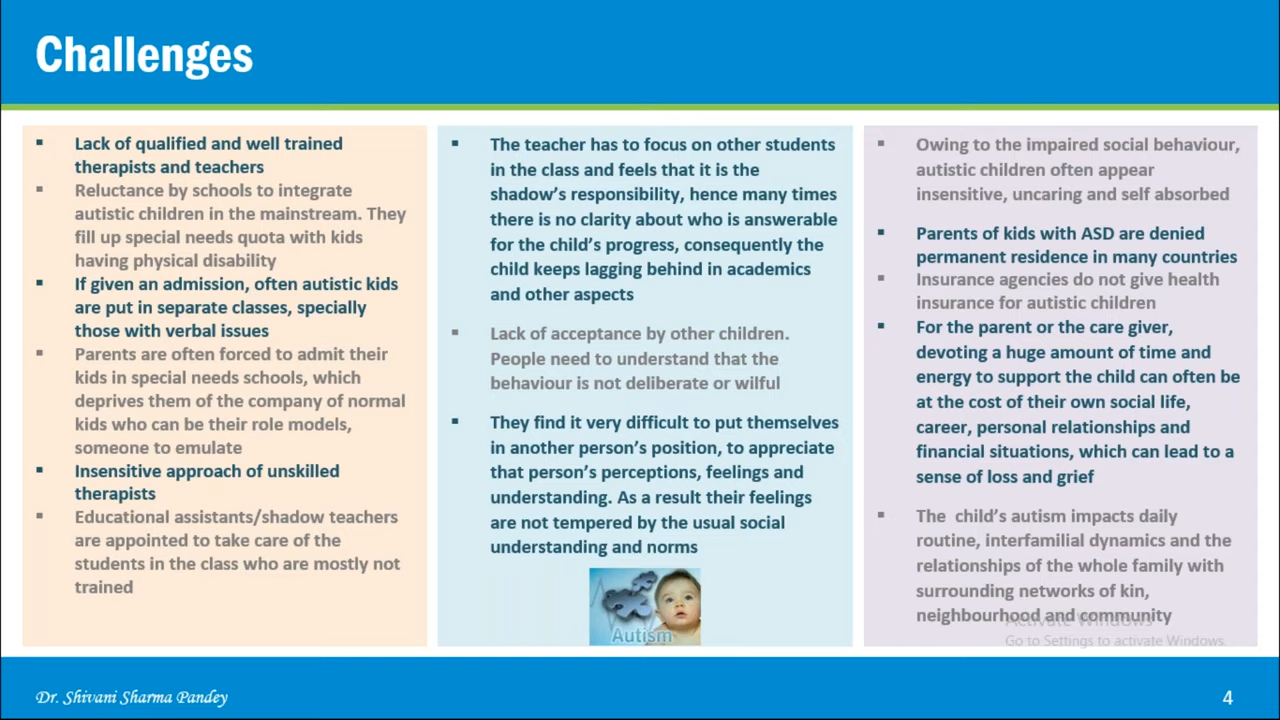 Challenges
▪ Lack of qualified and well trained
therapists and teachers
▪ Reluctance by schools to integrate
autistic children in the mainstream. They
fill up special needs quota with kids
having physical disability
▪ If given an admission, often autistic kids
are put in separate classes, specially
those with verbal issues
▪ Parents are often forced to admit their
kids in special needs schools, which
deprives them of the company of normal
kids who can be their role models,
someone to emulate
▪ Insensitive approach of unskilled
therapists
▪ Educational assistants/shadow teachers
are appointed to take care of the
students in the class who are mostly not
trained
▪ The teacher has to focus on other students
in the class and feels that it is the
shadow's responsibility, hence many times
there is no clarity about who is answerable
for the child's progress, consequently the
child keeps lagging behind in academics
and other aspects
▪ Lack of acceptance by other children.
People need to understand that the
behaviour is not deliberate or wilful
▪ They find it very difficult to put themselves
in another person's position, to appreciate
that person's perceptions, feelings and
understanding. As a result their feelings
are not tempered by the usual social
understanding and norms
Autism
▪ Owing to the impaired social behaviour,
autistic children often appear
insensitive, uncaring and self absorbed
▪ Parents of kids with ASD are denied
permanent residence in many countries
▪ Insurance agencies do not give health
insurance for autistic children
▪ For the parent or the care giver,
devoting a huge amount of time and
energy to support the child can often be
at the cost of their own social life,
career, personal relationships and
financial situations, which can lead to a
sense of loss and grief
▪ The child's autism impacts daily
routine, interfamilial dynamics and the
relationships of the whole family with
surrounding networks of kin,
neighbourhood and community
Activate Windows
Go to Settings to activate Windows.
Dr. Shivani Sharma Pandey
4